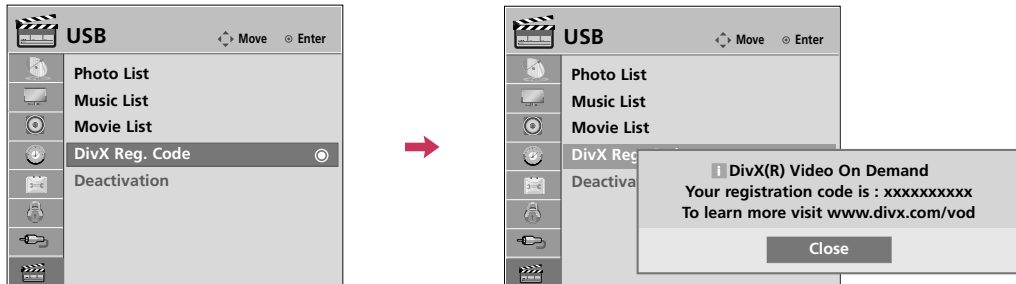 USB
Move
Enter
Photo List
Music List
Movie List
DivX Reg. Code
Deactivation
USB
Move
Enter
Photo List
Music List
Movie List
DivX Reg
Deactiva
i DivX(R) Video On Demand
Your registration code is : xxxxxxxxxx
To learn more visit www.divx.com/vod
Close